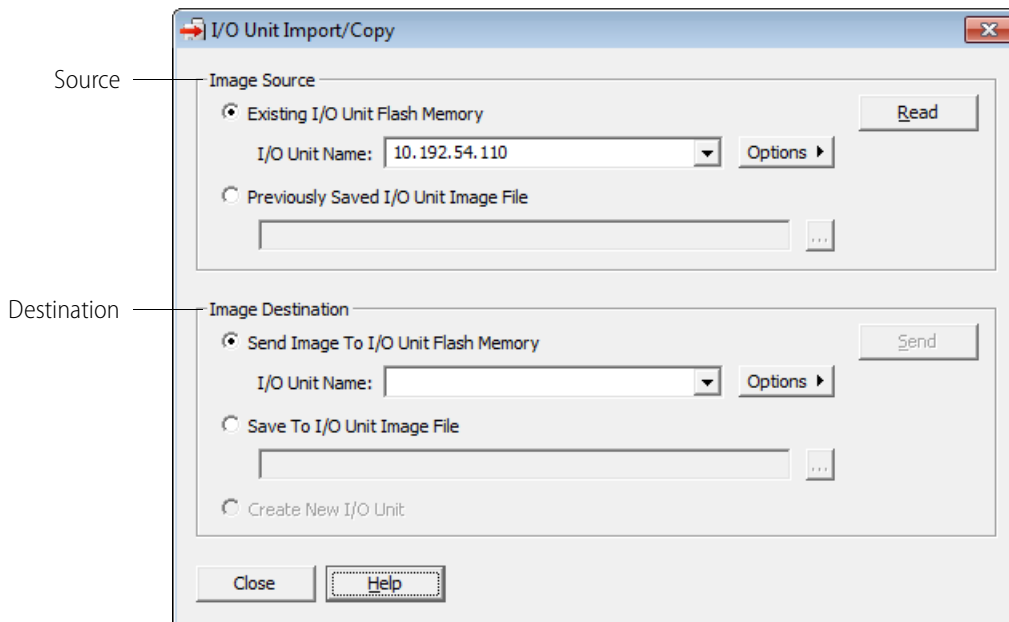 I/O Unit Import/Copy
Source
Image Source
Existing I/O Unit Flash Memory
Read
I/O Unit Name: 10.192.54.110
Options
Previously Saved I/O Unit Image File
...
Destination
Image Destination
Send Image To I/O Unit Flash Memory
Send
I/O Unit Name:
Options
Save To I/O Unit Image File
...
Create New I/O Unit
Close Help